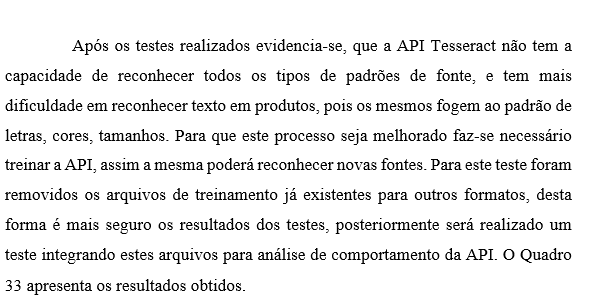 Após os testes realizados evidencia-se, que a API Tesseract não tem a
capacidade de reconhecer todos os tipos de padrões de fonte, e tem mais
dificuldade em reconhecer texto em produtos, pois os mesmos fogem ao padrão de
letras, cores, tamanhos. Para que este processo seja melhorado faz-se necessário
treinar a API, assim a mesma poderá reconhecer novas fontes. Para este teste foram
removidos os arquivos de treinamento já existentes para outros formatos, desta
forma é mais seguro os resultados dos testes, posteriormente será realizado um
teste integrando estes arquivos para análise de comportamento da API. O Quadro
33 apresenta os resultados obtidos.